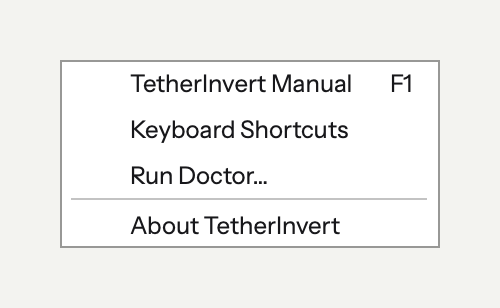 TetherInvert Manual F1
Keyboard Shortcuts
Run Doctor...
About TetherInvert